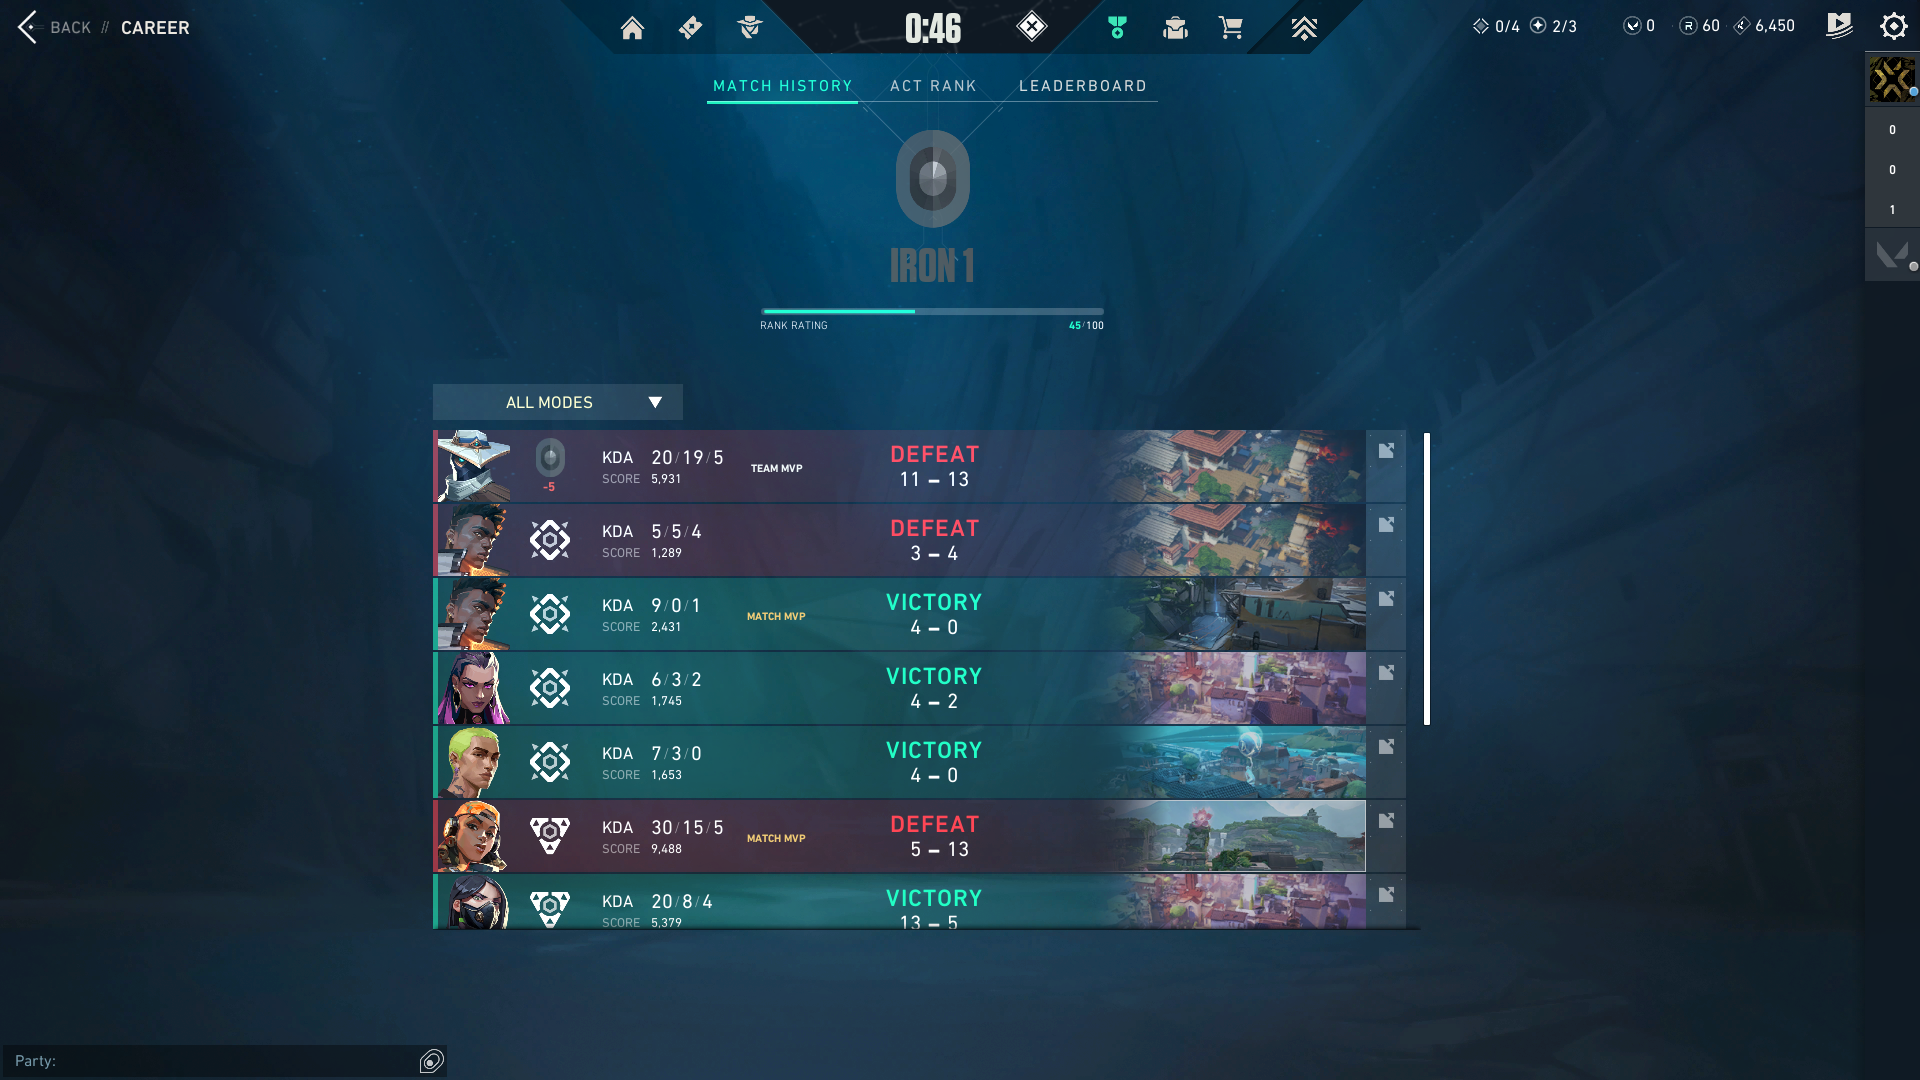 BACK // CAREER
0:46
0/4
2/3
0
60
6,450
MATCH HISTORY
ACT RANK
LEADERBOARD
0
0
1
IRON 1
RANK RATING
45/100
ALL MODES
-5
KDA 20/19/5
SCORE 5,931
TEAM MVP
DEFEAT
11 – 13
KDA 5/5/4
SCORE 1,289
DEFEAT
3 – 4
KDA 9/0/1
SCORE 2,431
MATCH MVP
VICTORY
4 – 0
KDA 6/3/2
SCORE 1,745
VICTORY
4 – 2
KDA 7/3/0
SCORE 1,653
VICTORY
4 – 0
KDA 30/15/5
SCORE 9,488
MATCH MVP
DEFEAT
5 – 13
KDA 20/8/4
SCORE 5,379
VICTORY
13 – 5
Party: